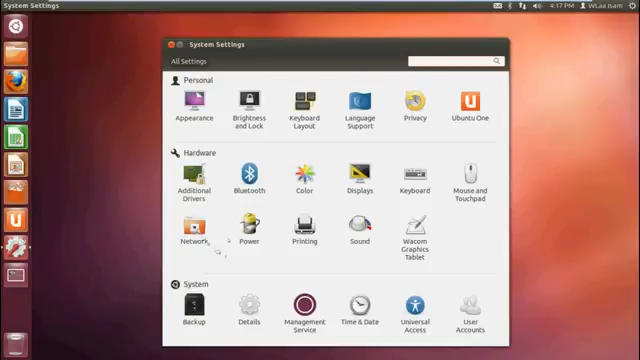 System Settings
4:17 PM
WLaa Isam
System Settings
All Settings
Personal
Appearance
Brightness and Lock
Keyboard Layout
Language Support
Privacy
Ubuntu One
Hardware
Additional Drivers
Bluetooth
Color
Displays
Keyboard
Mouse and Touchpad
Network
Power
Printing
Sound
Wacom Graphics Tablet
System
Backup
Details
Management Service
Time & Date
Universal Access
User Accounts